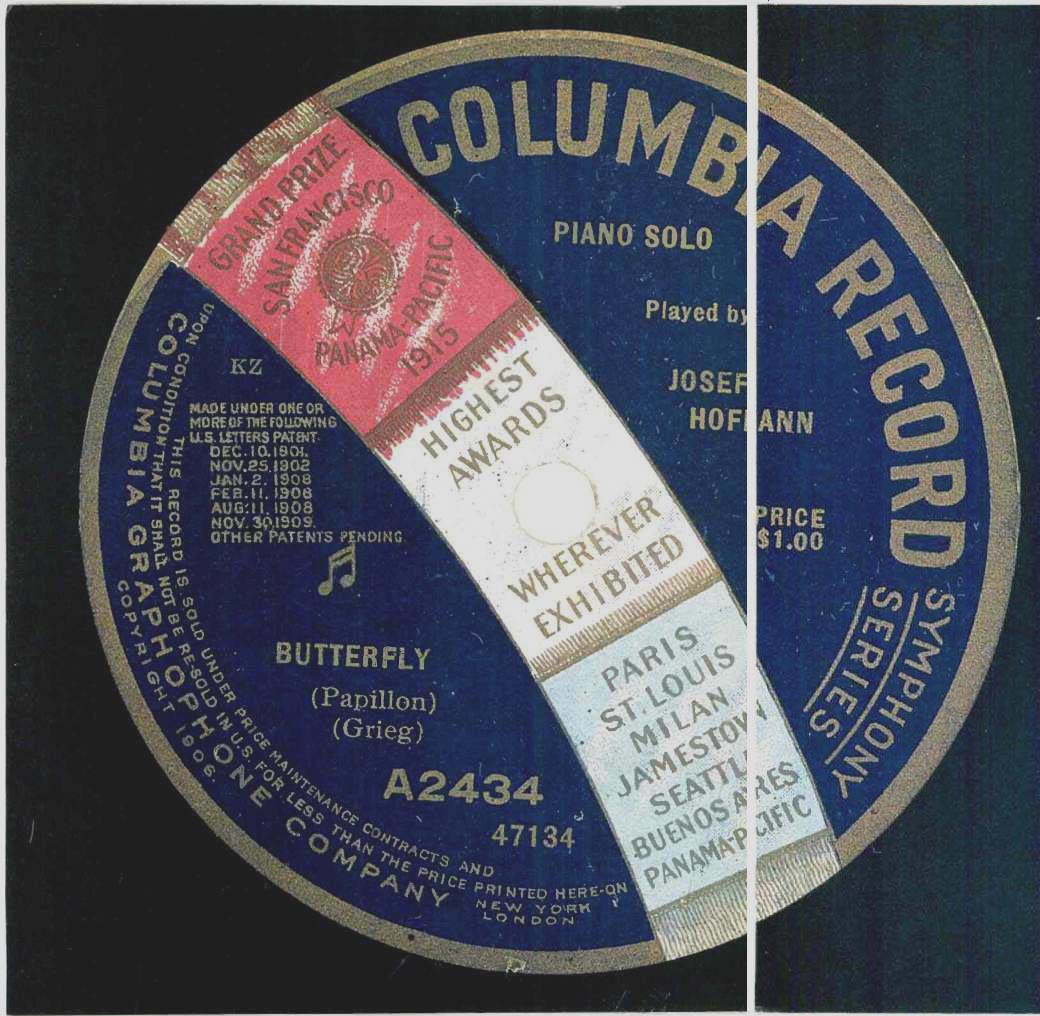 COLUMBIA RECORD
SYMPHONY
SERIES
PIANO SOLO
Played by
JOSEF
HOFMANN
PRICE
$1.00
GRAND PRIZE
SAN FRANCISCO
PANAMA-PACIFIC
1915
HIGHEST
AWARDS
WHEREVER
EXHIBITED
PARIS
ST. LOUIS
MILAN
JAMESTOWN
SEATTLE
BUENOS AIRES
PANAMA-PACIFIC
KZ
MADE UNDER ONE OR
MORE OF THE FOLLOWING
U.S. LETTERS PATENT.
DEC. 10, 1901.
NOV. 25, 1902
JAN. 2, 1908
FEB. 11, 1908
AUG. 11, 1908
NOV. 30, 1909.
OTHER PATENTS PENDING.
BUTTERFLY
(Papillon)
(Grieg)
A2434
47134
THIS RECORD IS SOLD UNDER PRICE MAINTENANCE CONTRACTS AND
UPON CONDITION THAT IT SHALL NOT BE RESOLD IN U.S. FOR LESS THAN THE PRICE PRINTED HERE-ON
COLUMBIA GRAPHOPHONE COMPANY
NEW YORK
LONDON
COPYRIGHT 1906.